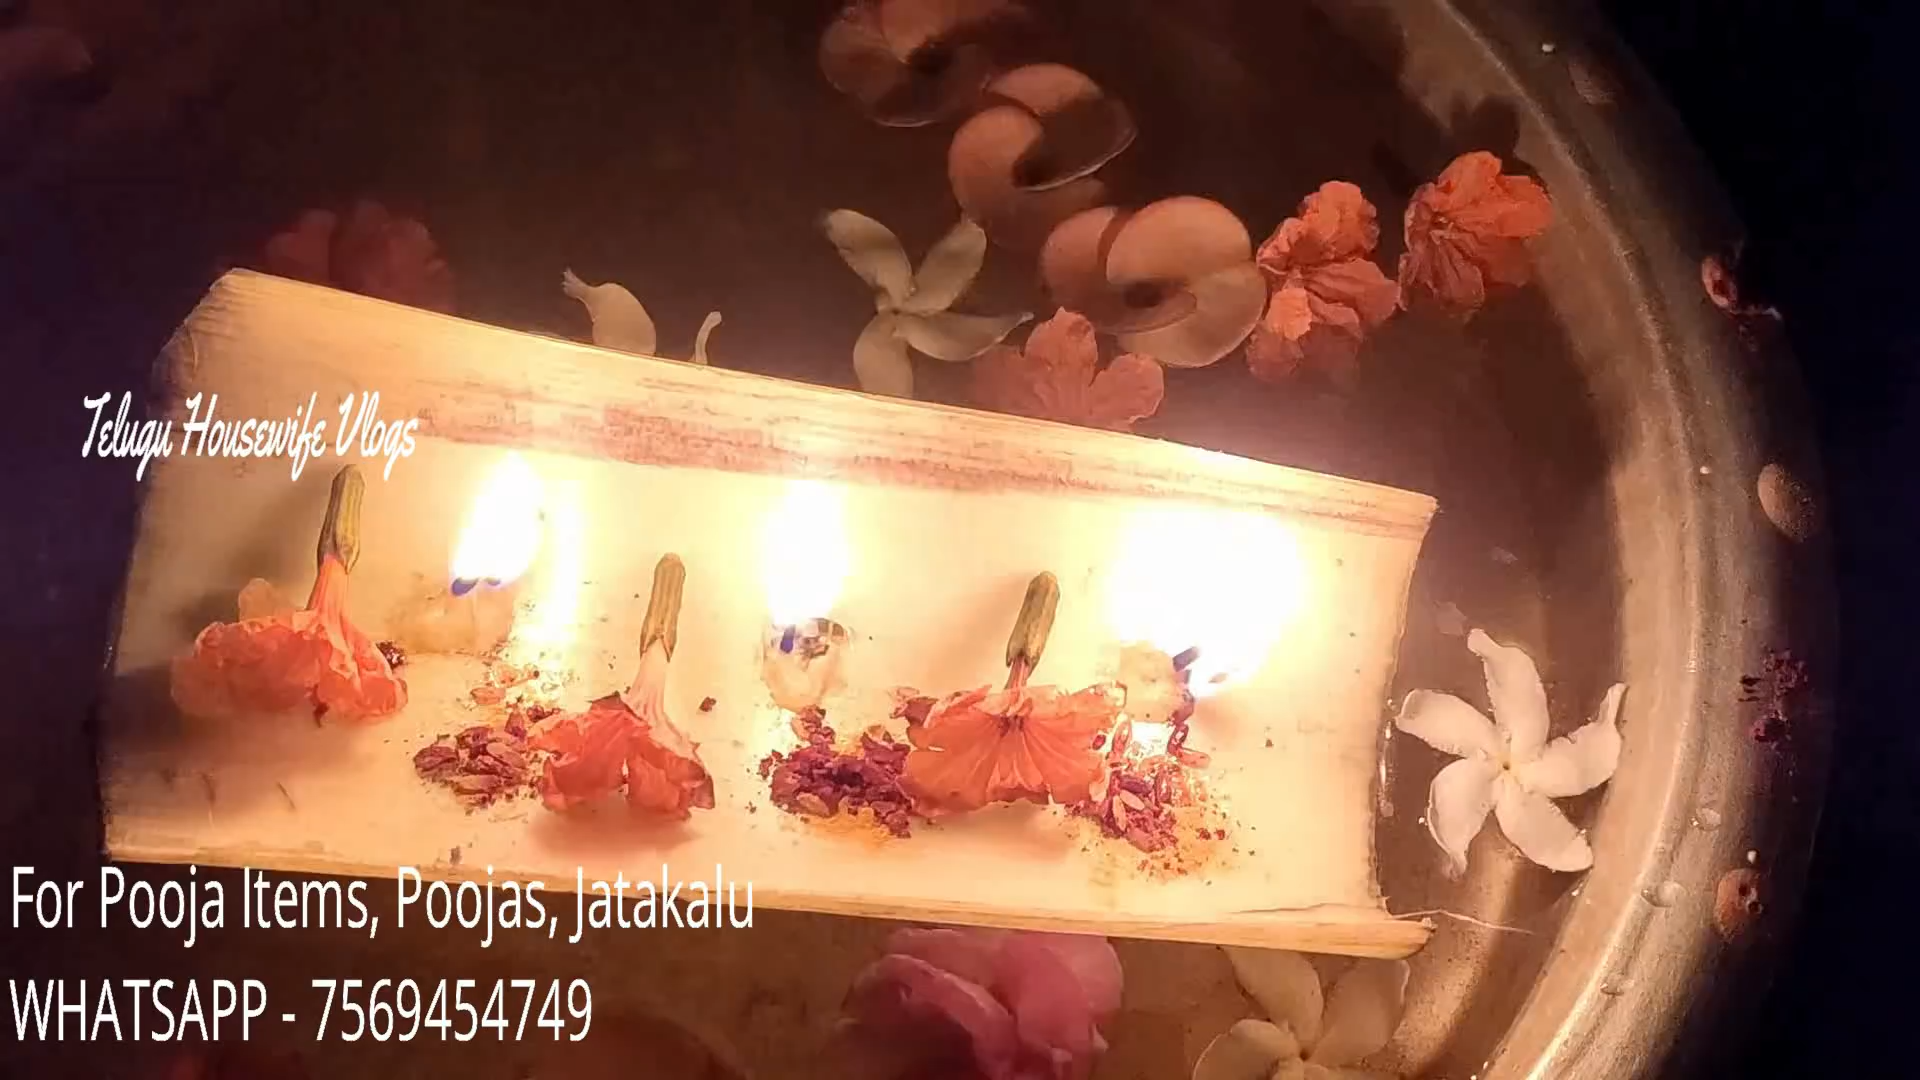 Telugu Housewife Vlogs
For Pooja Items, Poojas, Jatakalu
WHATSAPP - 7569454749